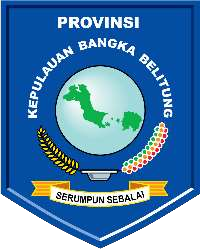 PROVINSI
KEPULAUAN BANGKA BELITUNG
SERUMPUN SEBALAI